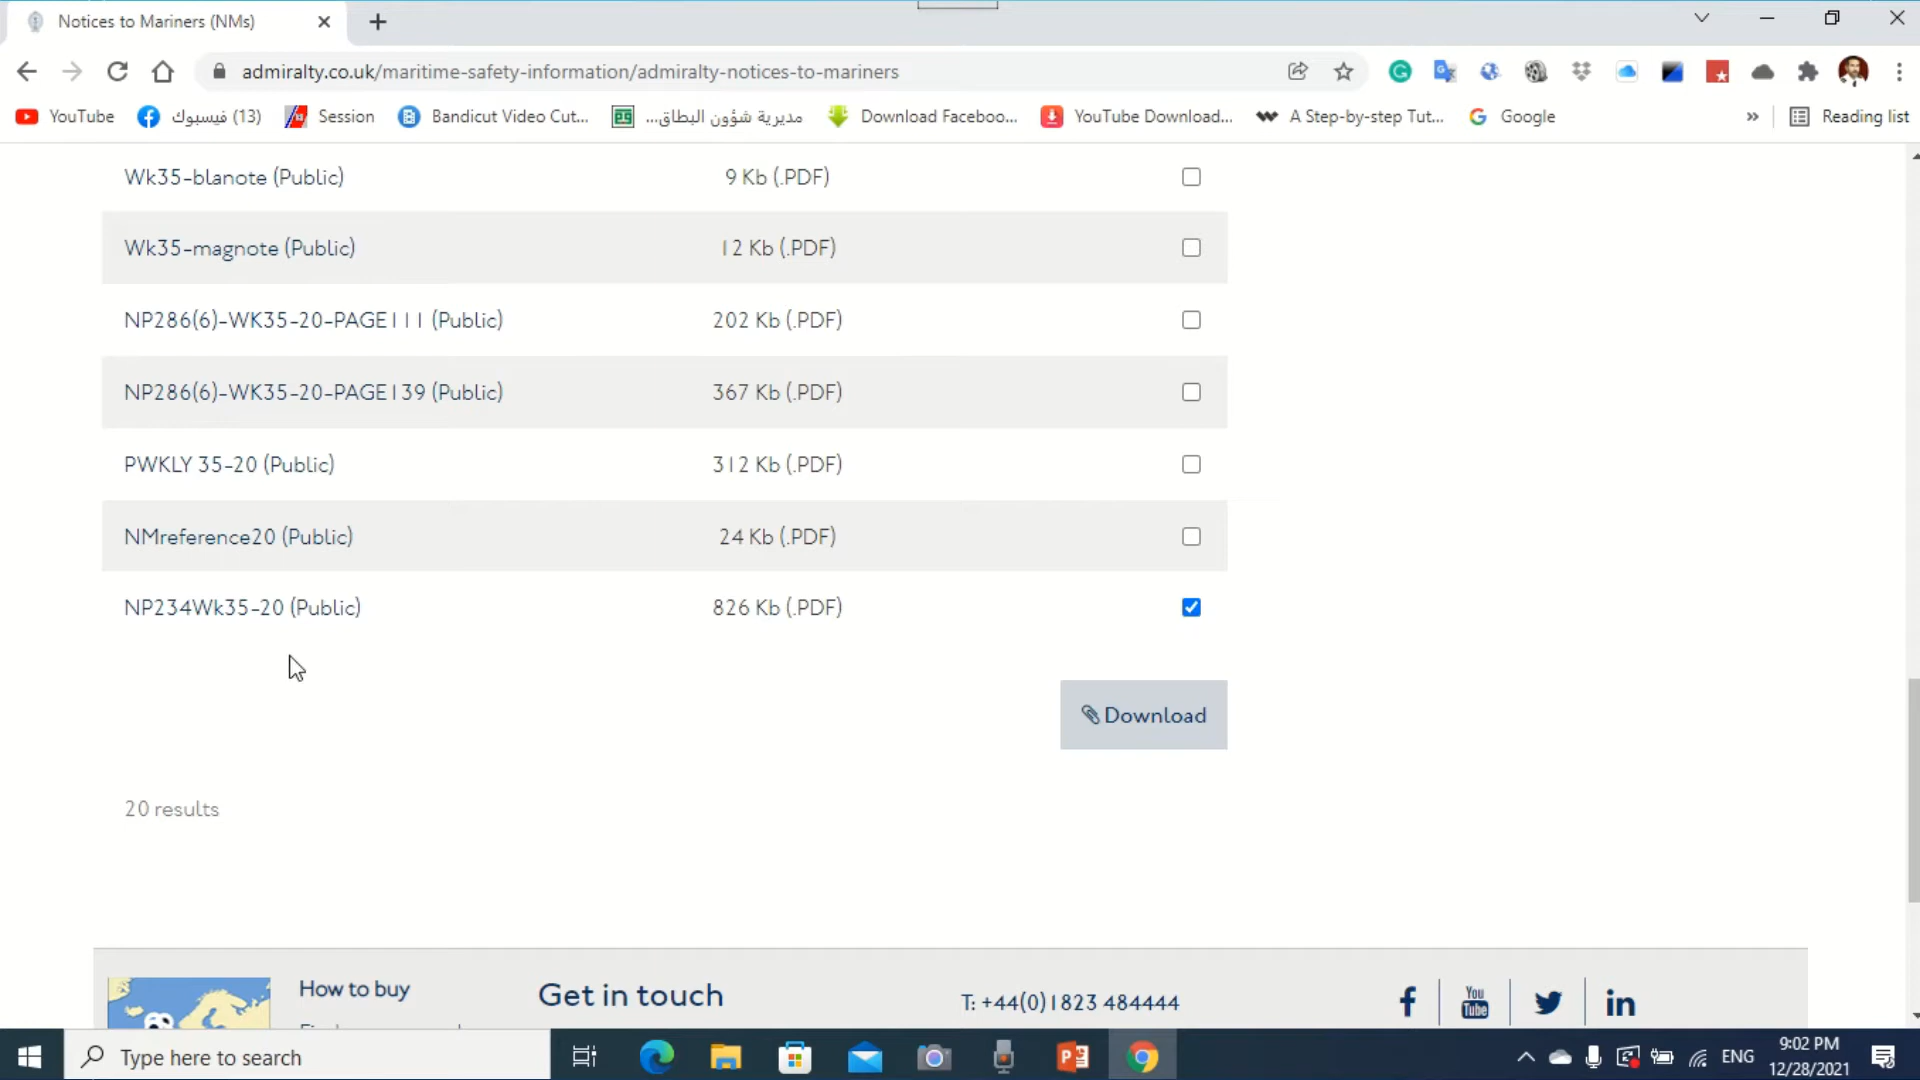 Notices to Mariners (NMs)
admiralty.co.uk/maritime-safety-information/admiralty-notices-to-mariners
YouTube
(13) فيسبوك
Session
Bandicut Video Cut...
مديرية شؤون البطاق...
Download Faceboo...
YouTube Download...
A Step-by-step Tut...
Google
»
Reading list
Wk35-blanote (Public) 9 Kb (.PDF)
Wk35-magnote (Public) 12 Kb (.PDF)
NP286(6)-WK35-20-PAGE111 (Public) 202 Kb (.PDF)
NP286(6)-WK35-20-PAGE139 (Public) 367 Kb (.PDF)
PWKLY 35-20 (Public) 312 Kb (.PDF)
NMreference20 (Public) 24 Kb (.PDF)
NP234Wk35-20 (Public) 826 Kb (.PDF)
Download
20 results
How to buy
Get in touch
T: +44(0)1823 484444
You
Tube
Type here to search
ENG
9:02 PM
12/28/2021